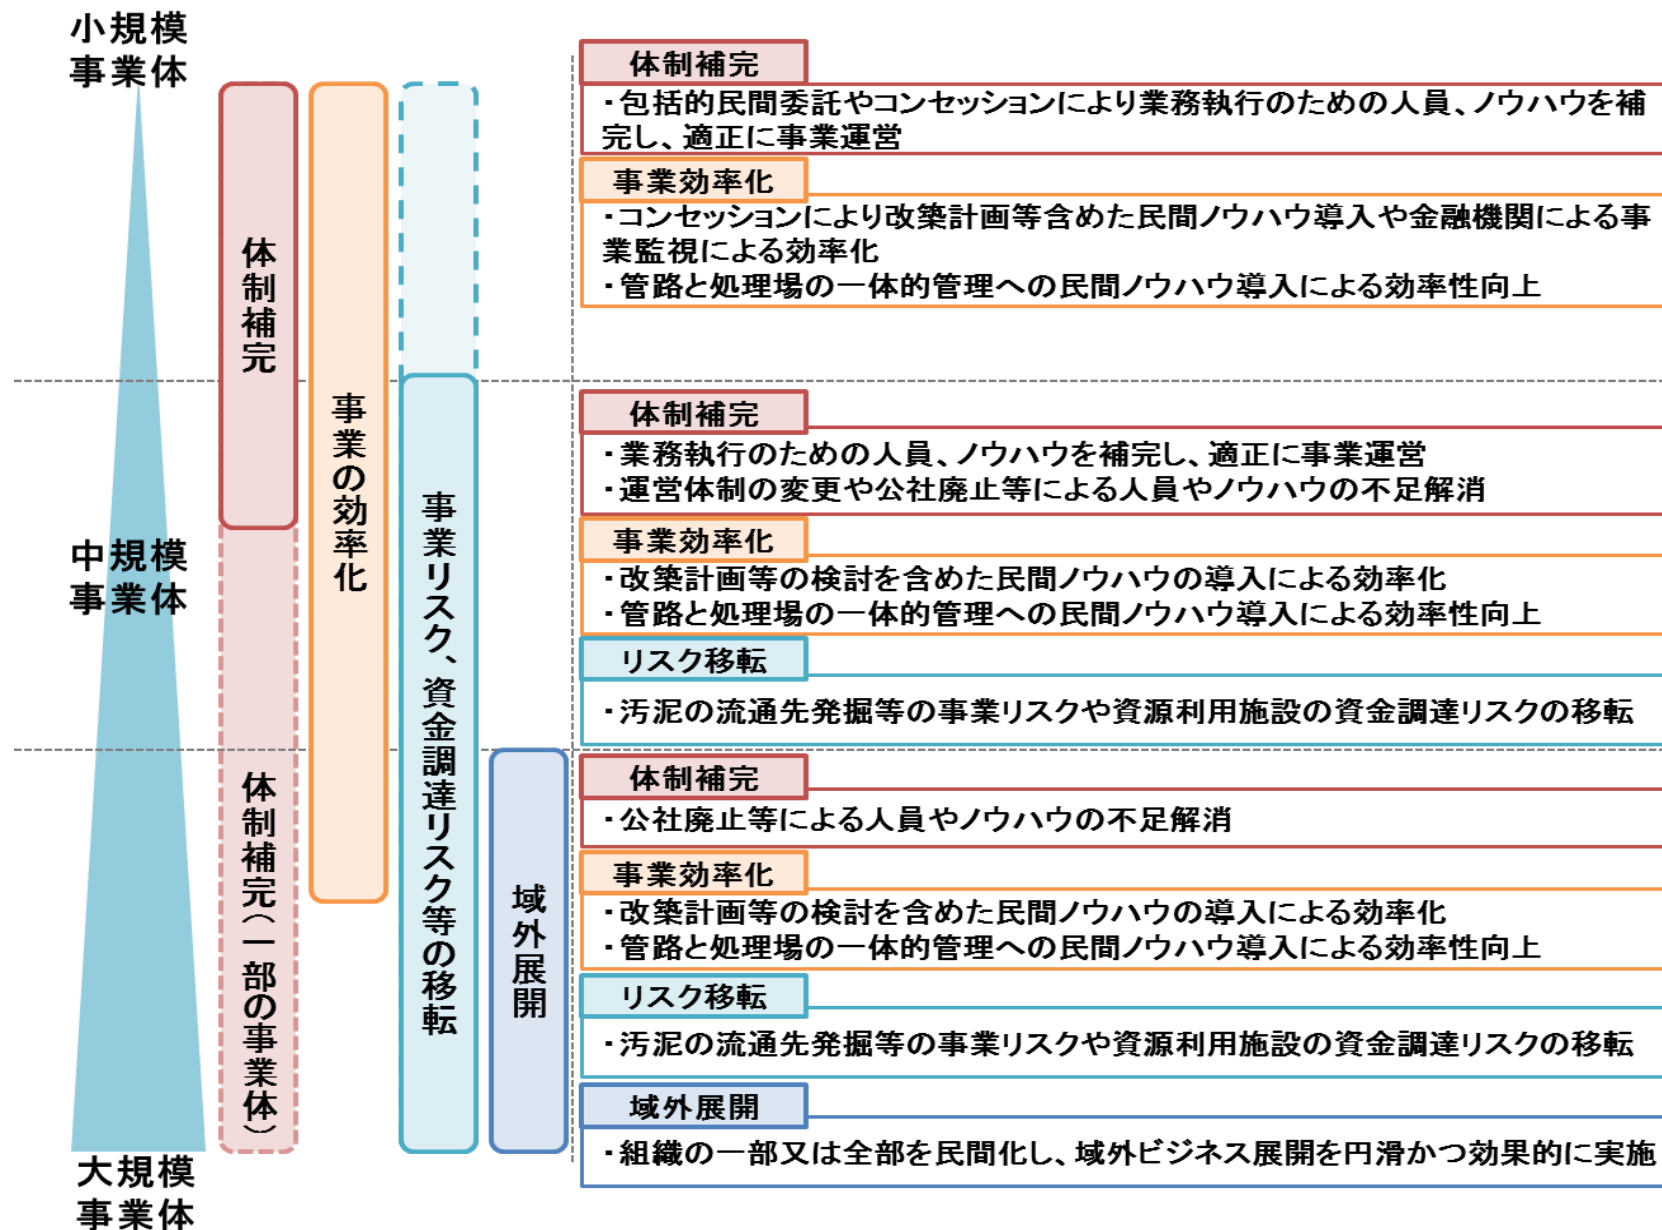 小規模
事業体
中規模
事業体
大規模
事業体
体制補完
体制補完（一部の事業体）
事業の効率化
事業リスク、資金調達リスク等の移転
域外展開
体制補完
・包括的民間委託やコンセッションにより業務執行のための人員、ノウハウを補
完し、適正に事業運営
事業効率化
・コンセッションにより改築計画等含めた民間ノウハウ導入や金融機関による事
業監視による効率化
・管路と処理場の一体的管理への民間ノウハウ導入による効率性向上
体制補完
・業務執行のための人員、ノウハウを補完し、適正に事業運営
・運営体制の変更や公社廃止等による人員やノウハウの不足解消
事業効率化
・改築計画等の検討を含めた民間ノウハウの導入による効率化
・管路と処理場の一体的管理への民間ノウハウ導入による効率性向上
リスク移転
・汚泥の流通先発掘等の事業リスクや資源利用施設の資金調達リスクの移転
体制補完
・公社廃止等による人員やノウハウの不足解消
事業効率化
・改築計画等の検討を含めた民間ノウハウの導入による効率化
・管路と処理場の一体的管理への民間ノウハウ導入による効率性向上
リスク移転
・汚泥の流通先発掘等の事業リスクや資源利用施設の資金調達リスクの移転
域外展開
・組織の一部又は全部を民間化し、域外ビジネス展開を円滑かつ効果的に実施